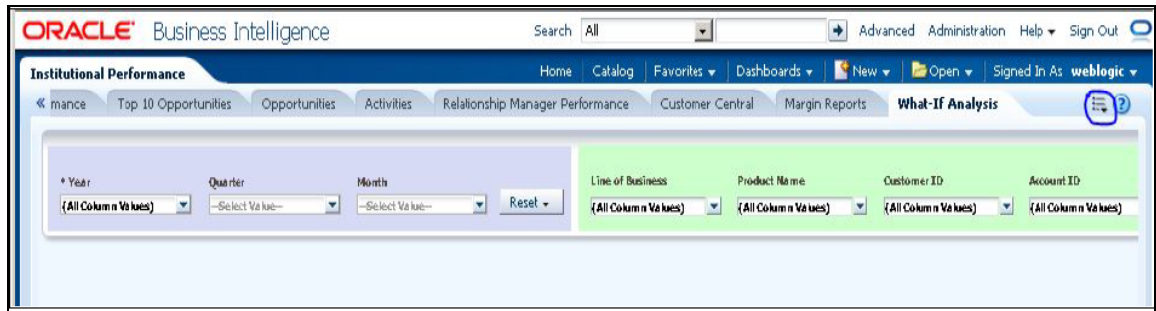 ORACLE Business Intelligence Search All Advanced Administration Help Sign Out
Institutional Performance Home Catalog Favorites Dashboards New Open Signed In As weblogic
« mance Top 10 Opportunities Opportunities Activities Relationship Manager Performance Customer Central Margin Reports What-If Analysis ?
* Year Quarter Month Line of Business Product Name Customer ID Account ID
(All Column Values) --Select Value-- --Select Value-- Reset (All Column Values) (All Column Values) (All Column Values) (All Column Values)